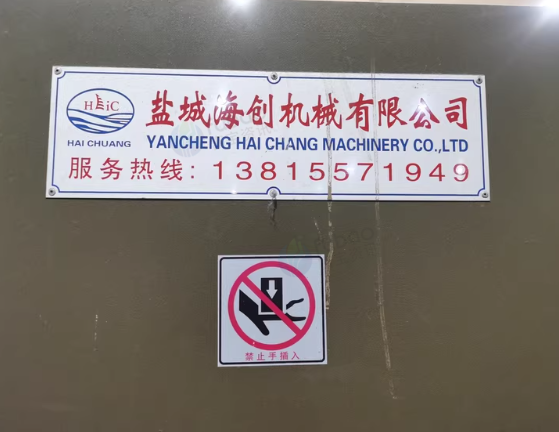 盐城海创机械有限公司
HiC
HAI CHUANG
YANCHENG HAI CHANG MACHINERY CO.,LTD
服务热线：13815571949
禁止手插入